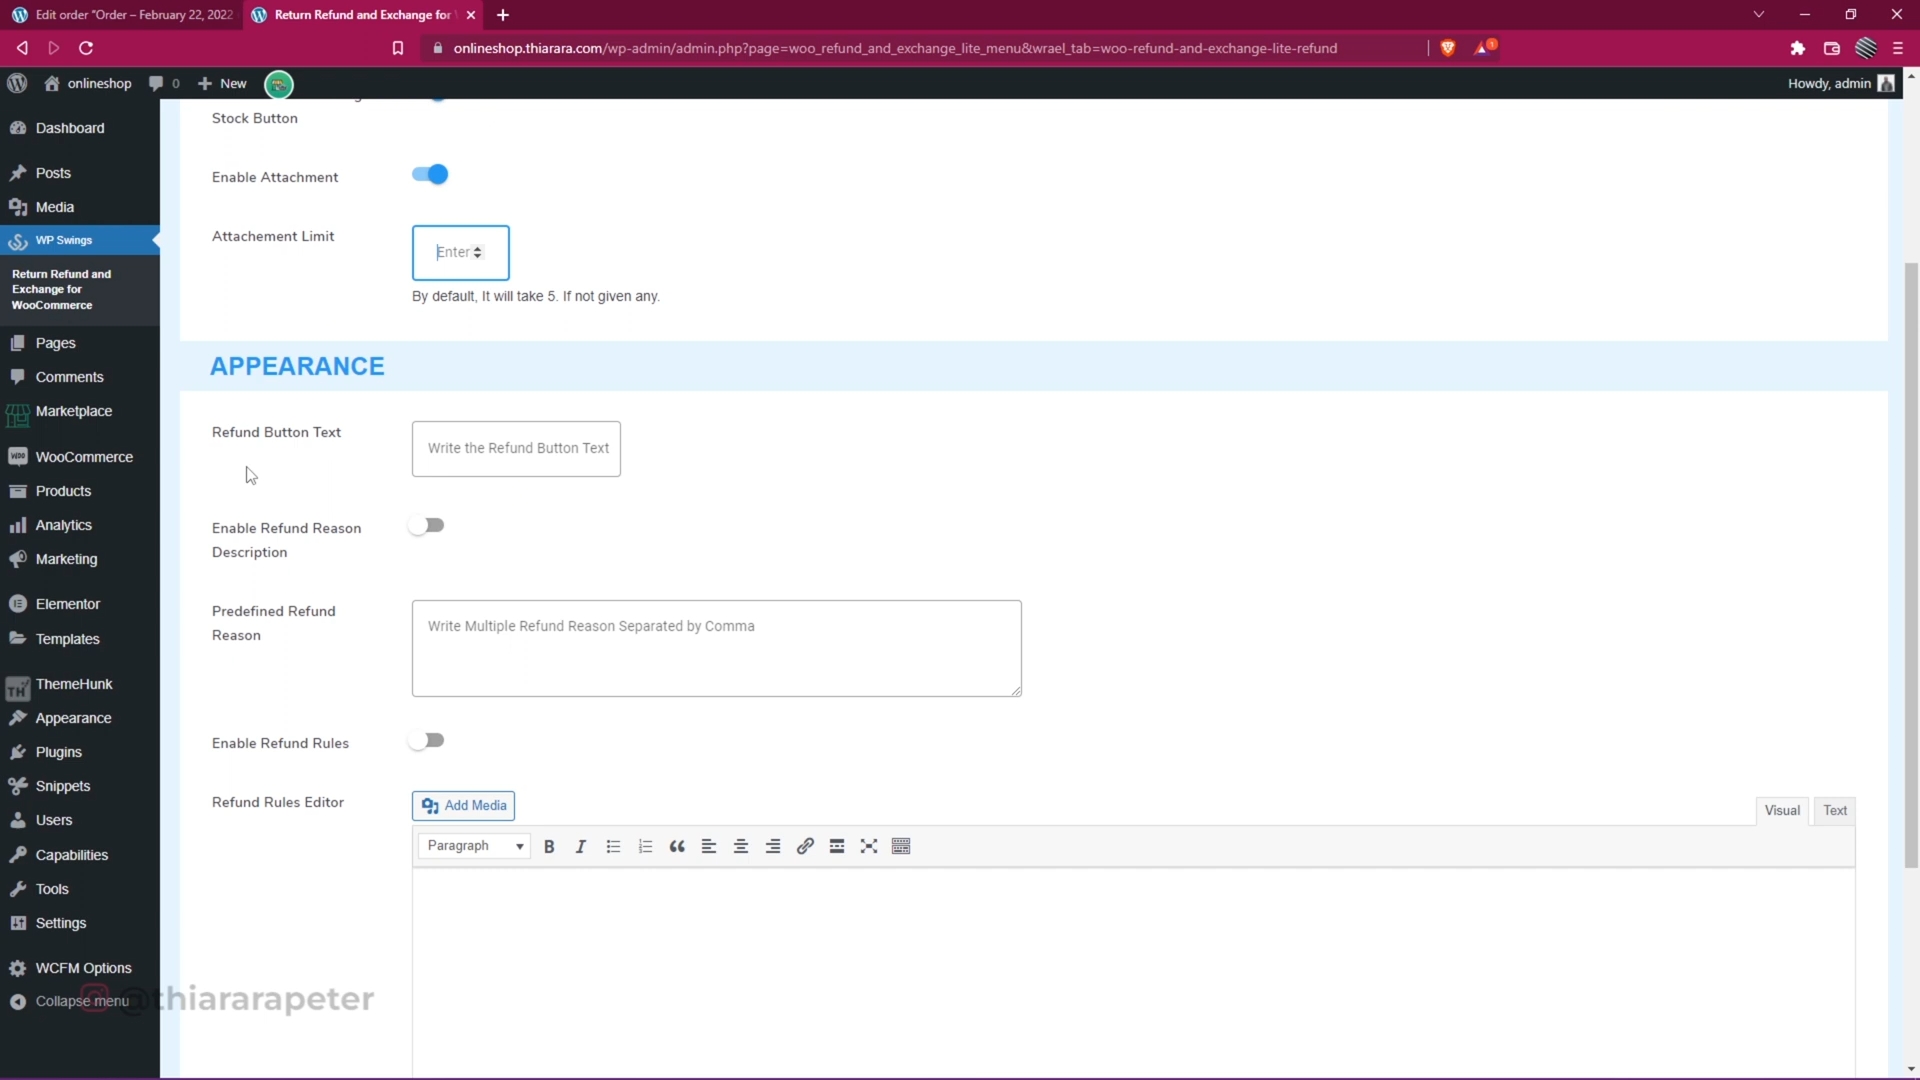 Edit order "Order – February 22, 2022
Return Refund and Exchange for
onlineshop.thiarara.com/wp-admin/admin.php?page=woo_refund_and_exchange_lite_menu&wrael_tab=woo-refund-and-exchange-lite-refund
1
onlineshop
0
New
Howdy, admin
Dashboard
Posts
Media
WP Swings
Return Refund and
Exchange for
WooCommerce
Pages
Comments
Marketplace
WooCommerce
Products
Analytics
Marketing
Elementor
Templates
ThemeHunk
Appearance
Plugins
Snippets
Users
Capabilities
Tools
Settings
WCFM Options
Collapse menu
@thiararapeter
Stock Button
Enable Attachment
Attachement Limit
Enter
By default, It will take 5. If not given any.
APPEARANCE
Refund Button Text
Write the Refund Button Text
Enable Refund Reason
Description
Predefined Refund
Reason
Write Multiple Refund Reason Separated by Comma
Enable Refund Rules
Refund Rules Editor
Add Media
Visual
Text
Paragraph
B
I